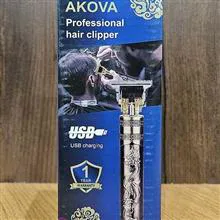 AKOVA
Professional
hair clipper
USB
USB charging
1
YEAR
WARRANTY